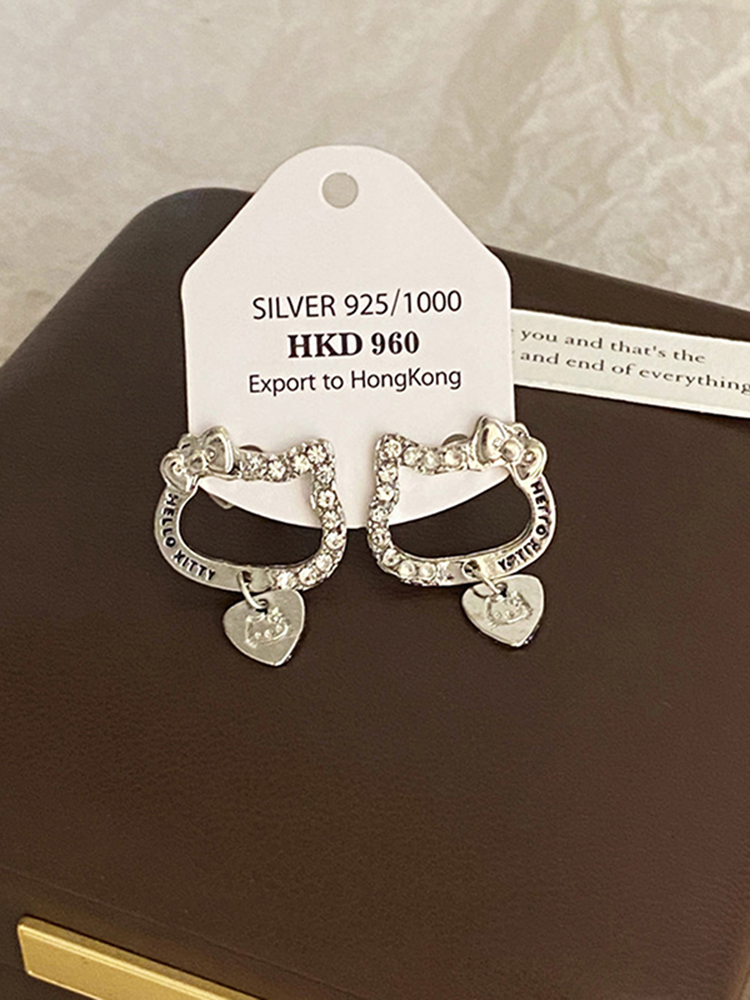 SILVER 925/1000
HKD 960
Export to HongKong
you and that's the
and end of everything
HELLO KITTY
HELLO KITTY